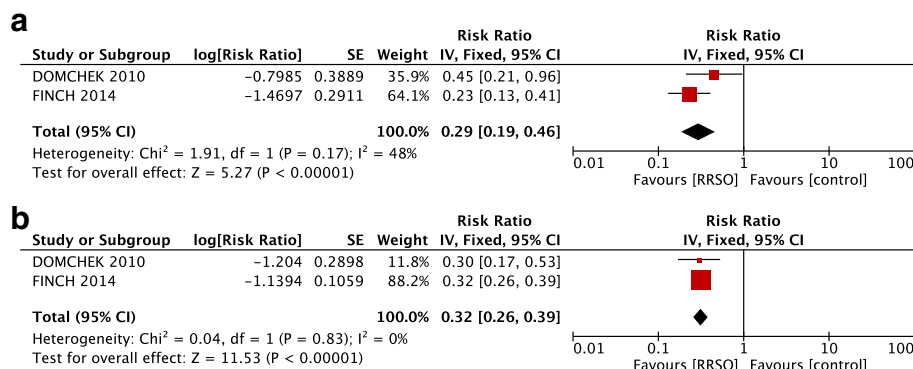 a
Risk Ratio Risk Ratio
Study or Subgroup log[Risk Ratio] SE Weight IV, Fixed, 95% CI IV, Fixed, 95% CI
DOMCHEK 2010 −0.7985 0.3889 35.9% 0.45 [0.21, 0.96]
FINCH 2014 −1.4697 0.2911 64.1% 0.23 [0.13, 0.41]
Total (95% CI) 100.0% 0.29 [0.19, 0.46]
Heterogeneity: Chi² = 1.91, df = 1 (P = 0.17); I² = 48%
Test for overall effect: Z = 5.27 (P < 0.00001)
0.01 0.1 1 10 100
Favours [RRSO] Favours [control]
b
Risk Ratio Risk Ratio
Study or Subgroup log[Risk Ratio] SE Weight IV, Fixed, 95% CI IV, Fixed, 95% CI
DOMCHEK 2010 −1.204 0.2898 11.8% 0.30 [0.17, 0.53]
FINCH 2014 −1.1394 0.1059 88.2% 0.32 [0.26, 0.39]
Total (95% CI) 100.0% 0.32 [0.26, 0.39]
Heterogeneity: Chi² = 0.04, df = 1 (P = 0.83); I² = 0%
Test for overall effect: Z = 11.53 (P < 0.00001)
0.01 0.1 1 10 100
Favours [RRSO] Favours [control]